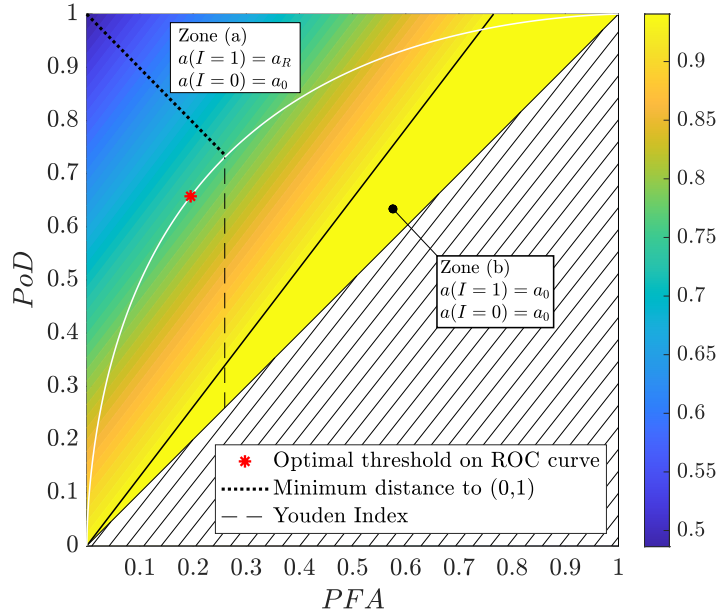 1
0.9
0.8
0.7
0.6
0.5
0.4
0.3
0.2
0.1
0
PoD
Zone (a)
a(I = 1) = a_R
a(I = 0) = a_0
Zone (b)
a(I = 1) = a_0
a(I = 0) = a_0
Optimal threshold on ROC curve
Minimum distance to (0,1)
Youden Index
0.1 0.2 0.3 0.4 0.5 0.6 0.7 0.8 0.9 1
PFA
0.9
0.85
0.8
0.75
0.7
0.65
0.6
0.55
0.5